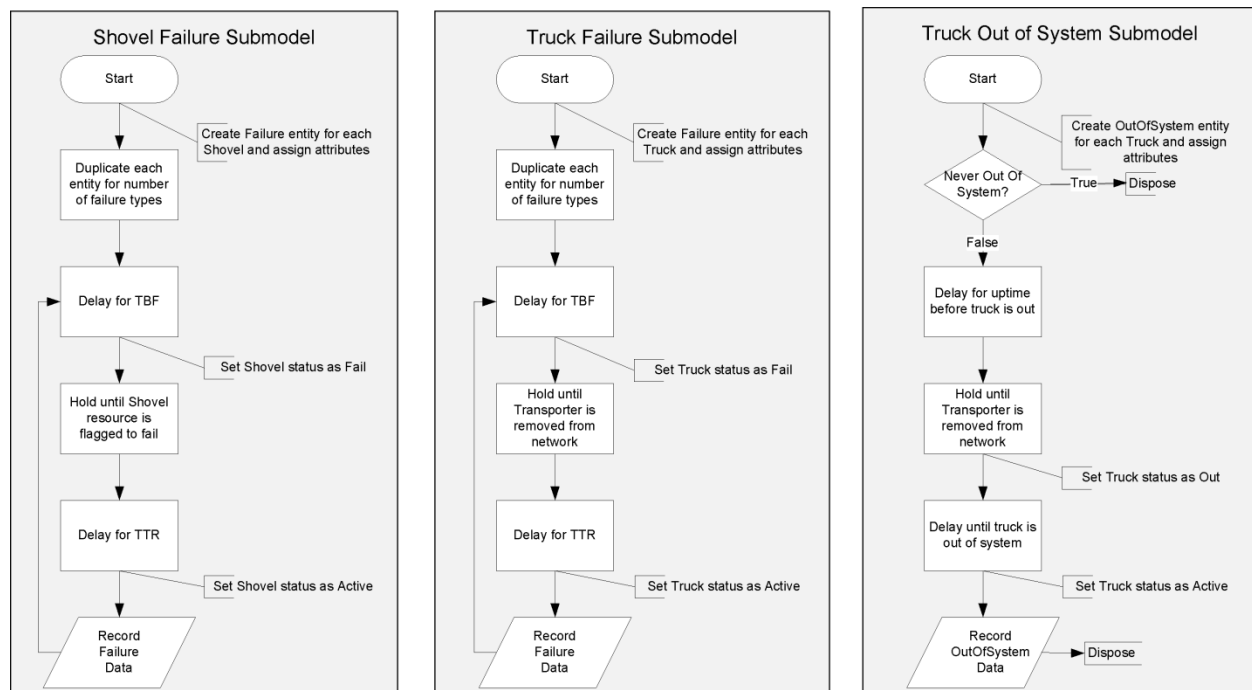 Shovel Failure Submodel
Start
Create Failure entity for each
Shovel and assign attributes
Duplicate each
entity for number
of failure types
Delay for TBF
Set Shovel status as Fail
Hold until Shovel
resource is
flagged to fail
Delay for TTR
Set Shovel status as Active
Record
Failure
Data
Truck Failure Submodel
Start
Create Failure entity for each
Truck and assign attributes
Duplicate each
entity for number
of failure types
Delay for TBF
Set Truck status as Fail
Hold until
Transporter is
removed from
network
Delay for TTR
Set Truck status as Active
Record
Failure
Data
Truck Out of System Submodel
Start
Create OutOfSystem entity
for each Truck and assign
attributes
Never Out Of
System?
True
Dispose
False
Delay for uptime
before truck is out
Hold until
Transporter is
removed from
network
Set Truck status as Out
Delay until truck is
out of system
Set Truck status as Active
Record
OutOfSystem
Data
Dispose